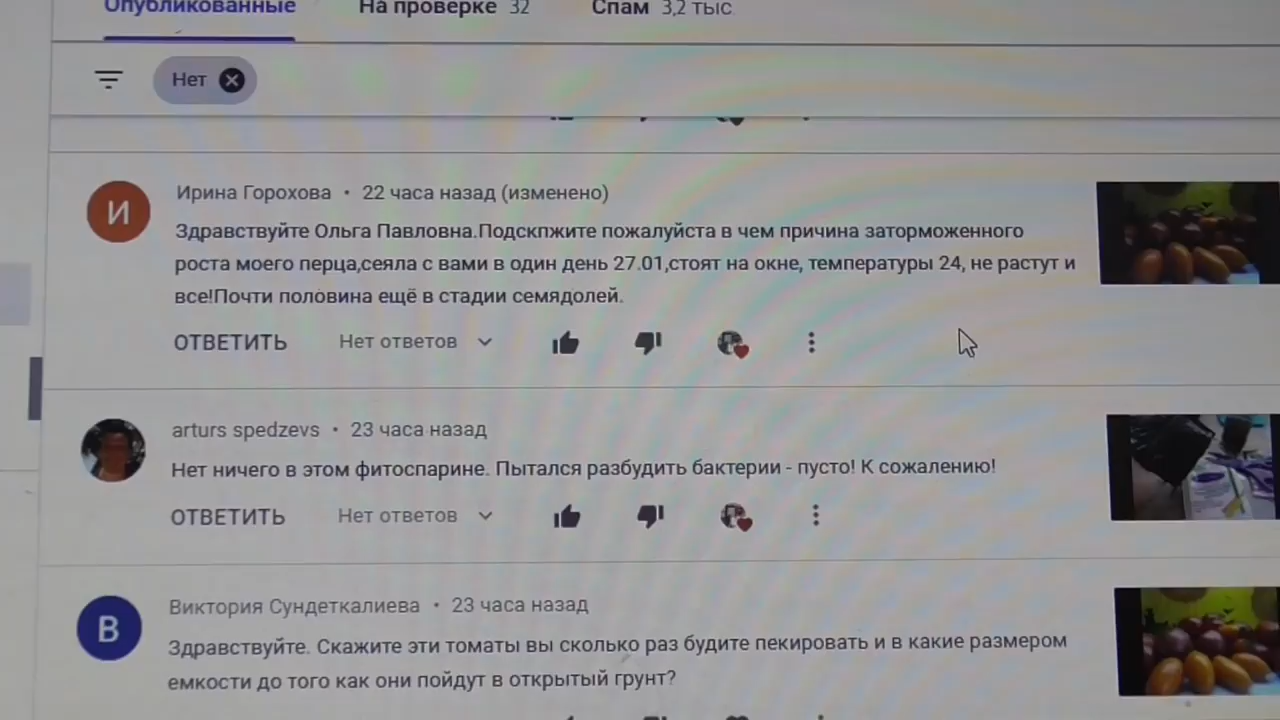 Опубликованные На проверке 32 Спам 3,2 тыс.
Нет
И
Ирина Горохова • 22 часа назад (изменено)
Здравствуйте Ольга Павловна.Подскпжите пожалуйста в чем причина заторможенного
роста моего перца,сеяла с вами в один день 27.01,стоят на окне, температуры 24, не растут и
все!Почти половина ещё в стадии семядолей.
ОТВЕТИТЬ Нет ответов
arturs spedzevs • 23 часа назад
Нет ничего в этом фитоспарине. Пытался разбудить бактерии - пусто! К сожалению!
ОТВЕТИТЬ Нет ответов
В
Виктория Сундеткалиева • 23 часа назад
Здравствуйте. Скажите эти томаты вы сколько раз будите пекировать и в какие размером
емкости до того как они пойдут в открытый грунт?